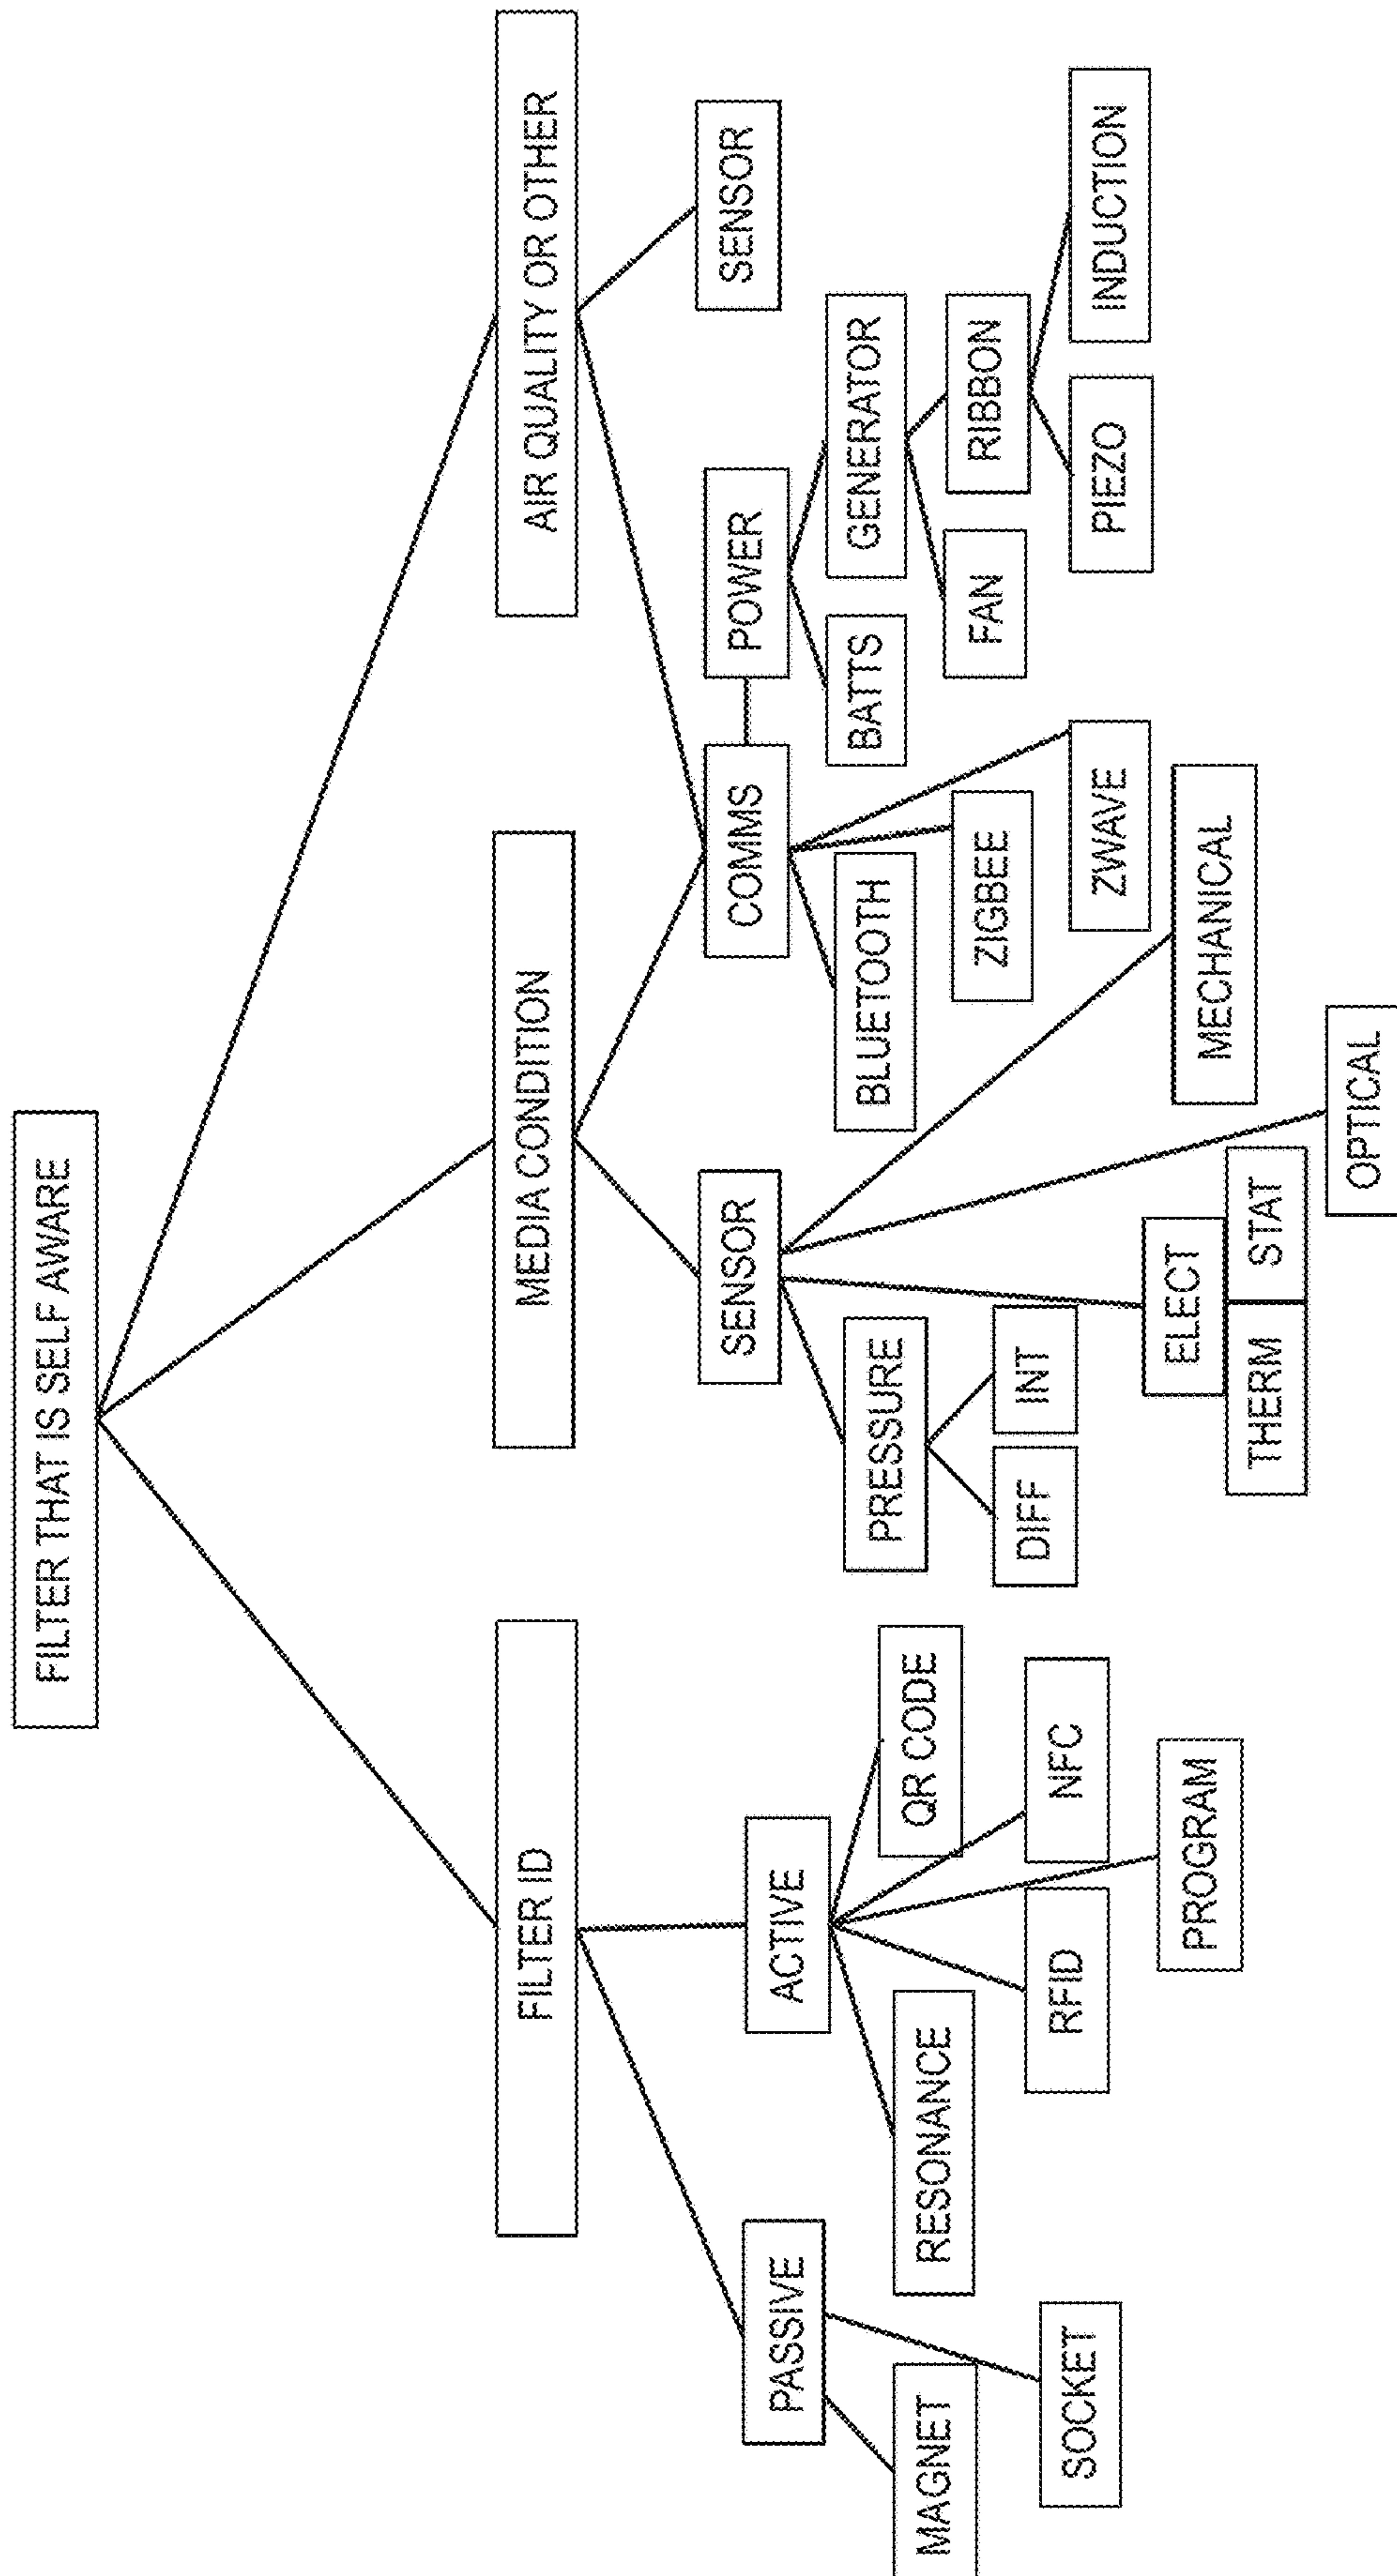 FILTER THAT IS SELF AWARE
FILTER ID
MEDIA CONDITION
AIR QUALITY OR OTHER
PASSIVE
ACTIVE
SENSOR
COMMS
POWER
SENSOR
MAGNET
SOCKET
RESONANCE
RFID
PROGRAM
NFC
QR CODE
PRESSURE
DIFF
INT
ELECT
THERM
STAT
OPTICAL
MECHANICAL
BLUETOOTH
ZIGBEE
ZWAVE
BATTS
GENERATOR
FAN
RIBBON
PIEZO
INDUCTION